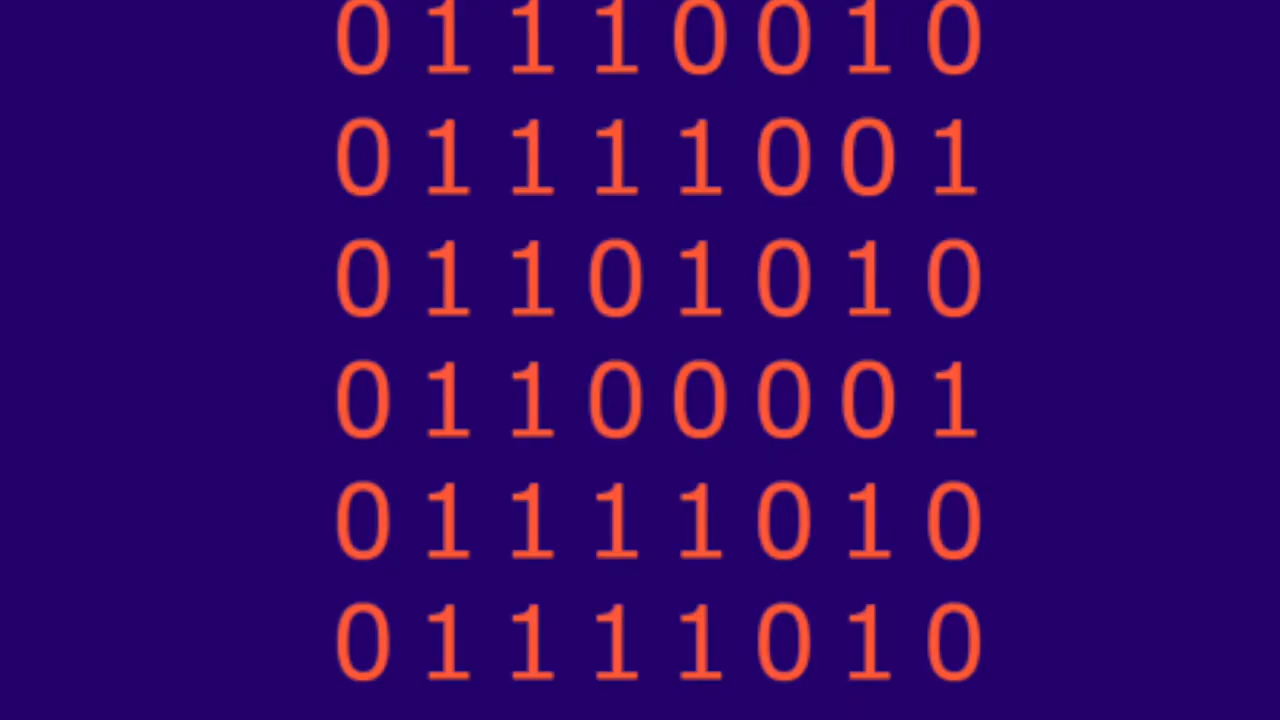 0 1 1 1 0 0 1 0
0 1 1 1 1 0 0 1
0 1 1 0 1 0 1 0
0 1 1 0 0 0 0 1
0 1 1 1 1 0 1 0
0 1 1 1 1 0 1 0